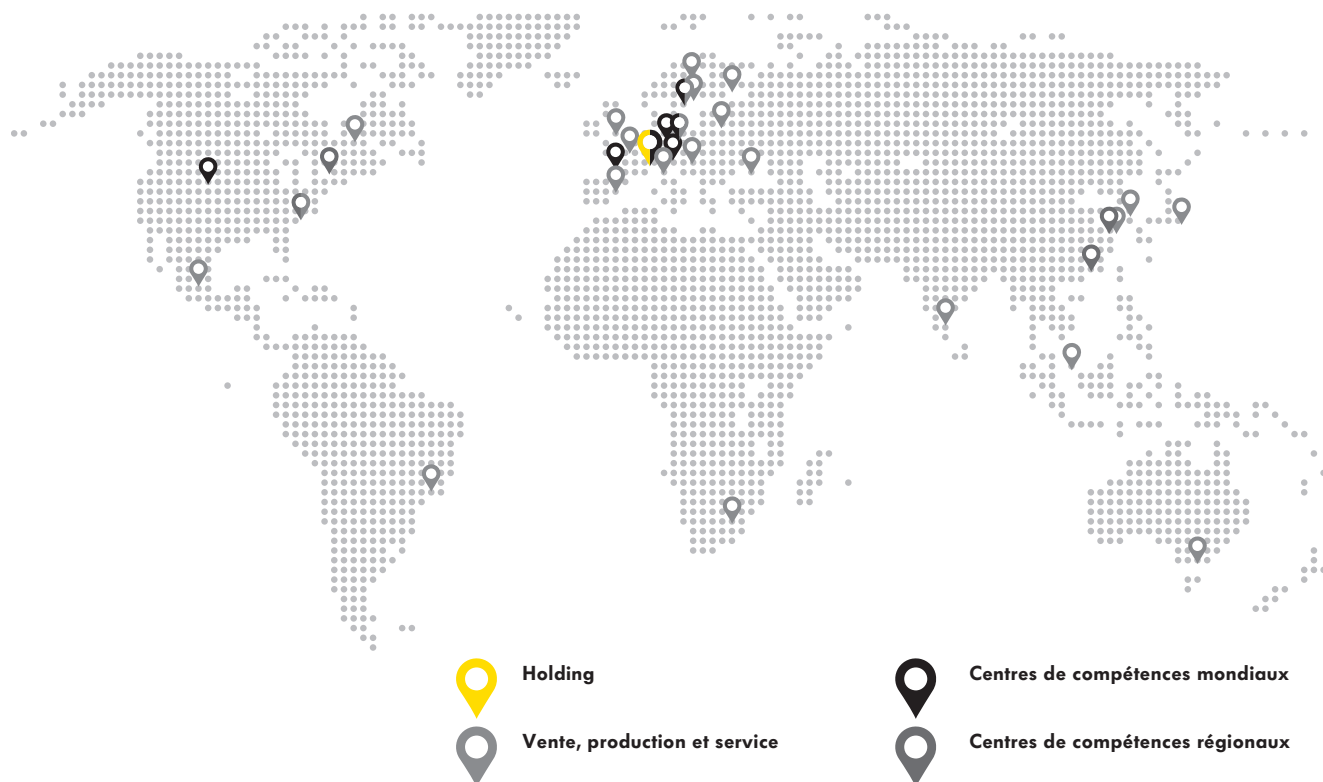 Holding
Centres de compétences mondiaux
Vente, production et service
Centres de compétences régionaux